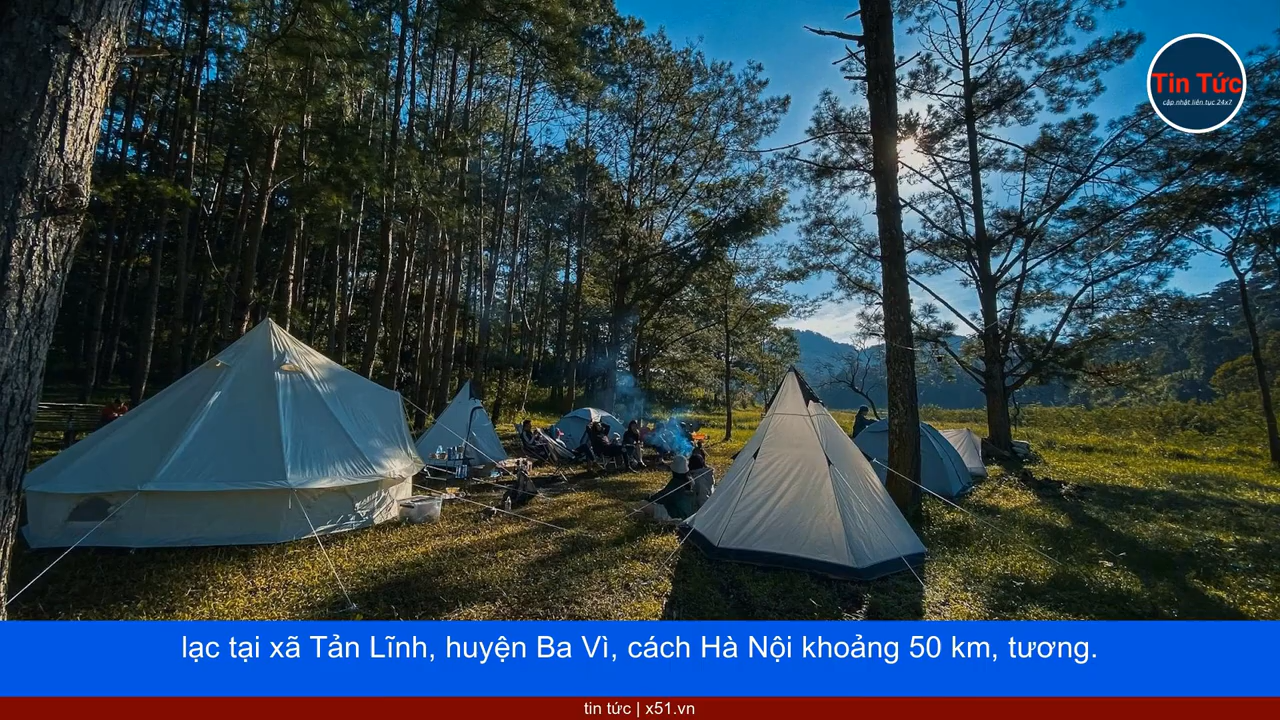 Tin Tức
cập nhật liên tục 24x7
lạc tại xã Tản Lĩnh, huyện Ba Vì, cách Hà Nội khoảng 50 km, tương.
tin tức | x51.vn